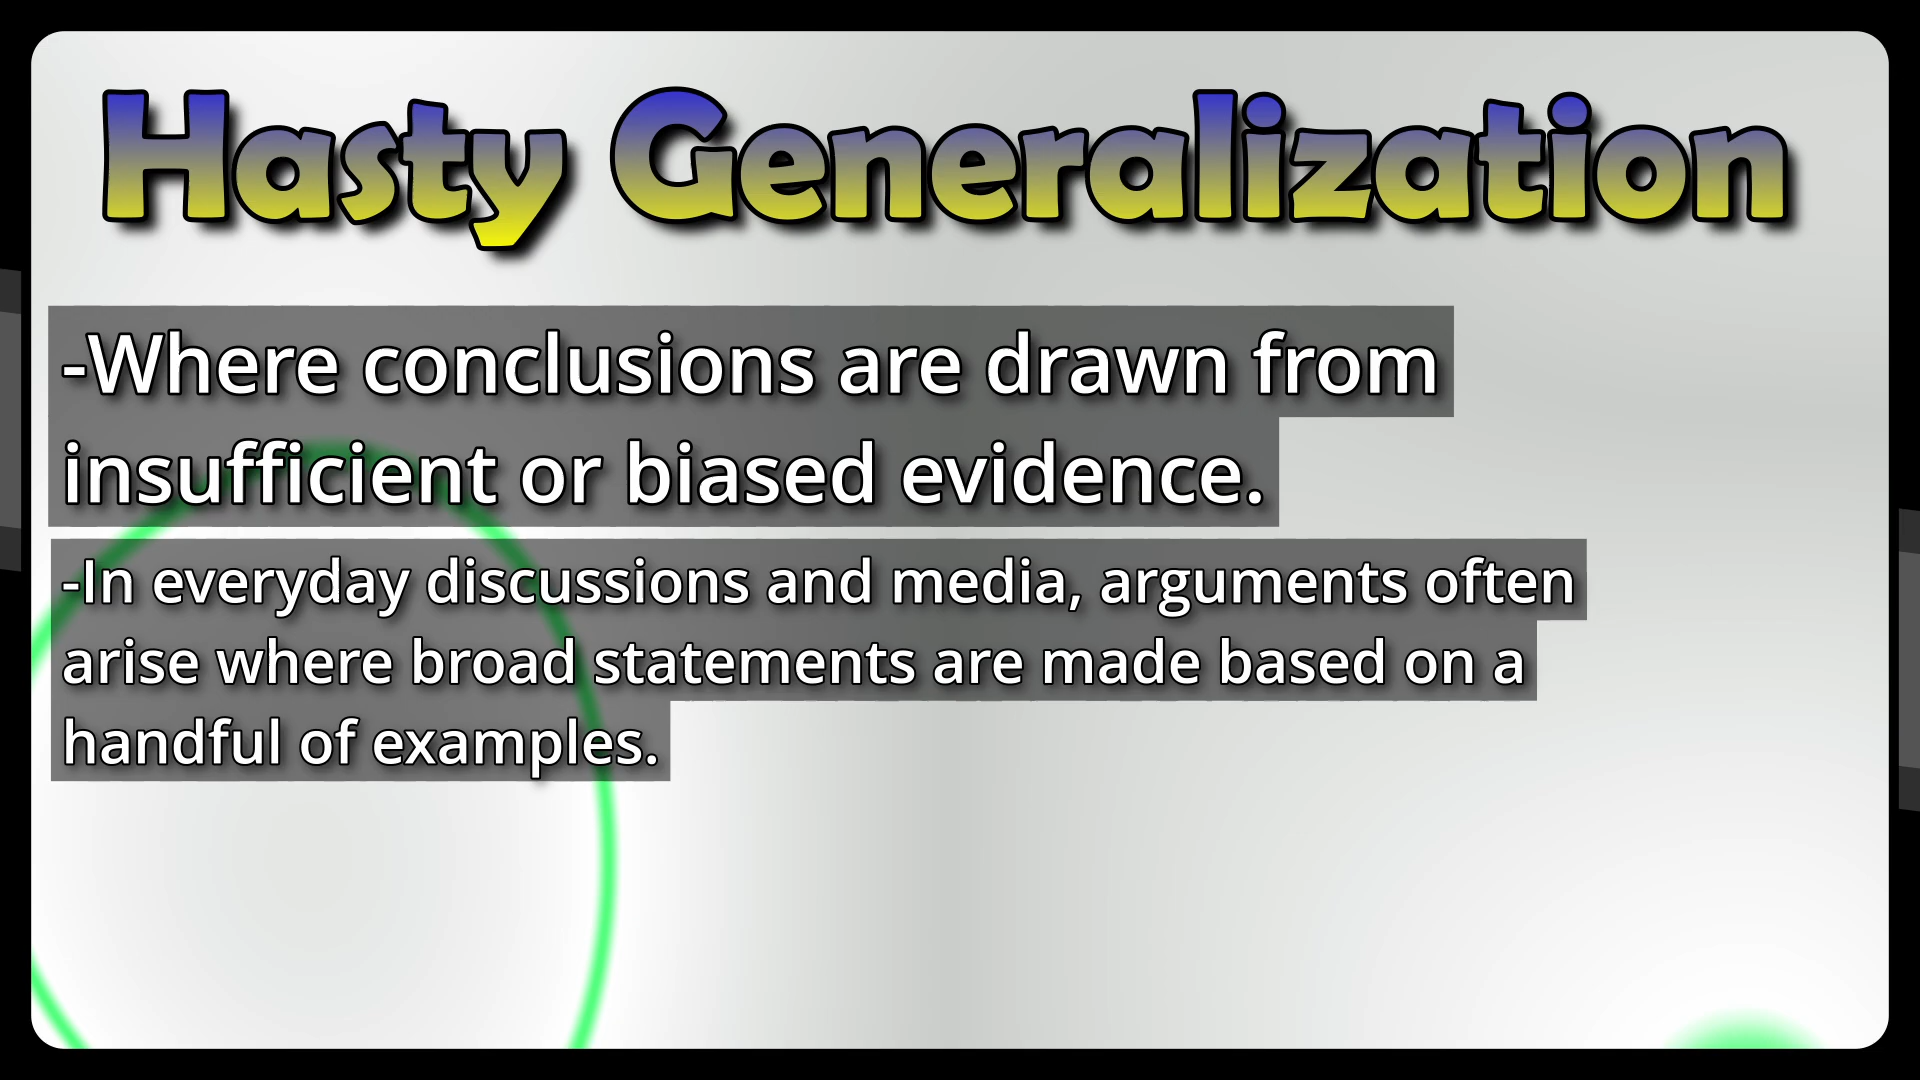 Hasty Generalization
-Where conclusions are drawn from
insufficient or biased evidence.
-In everyday discussions and media, arguments often
arise where broad statements are made based on a
handful of examples.